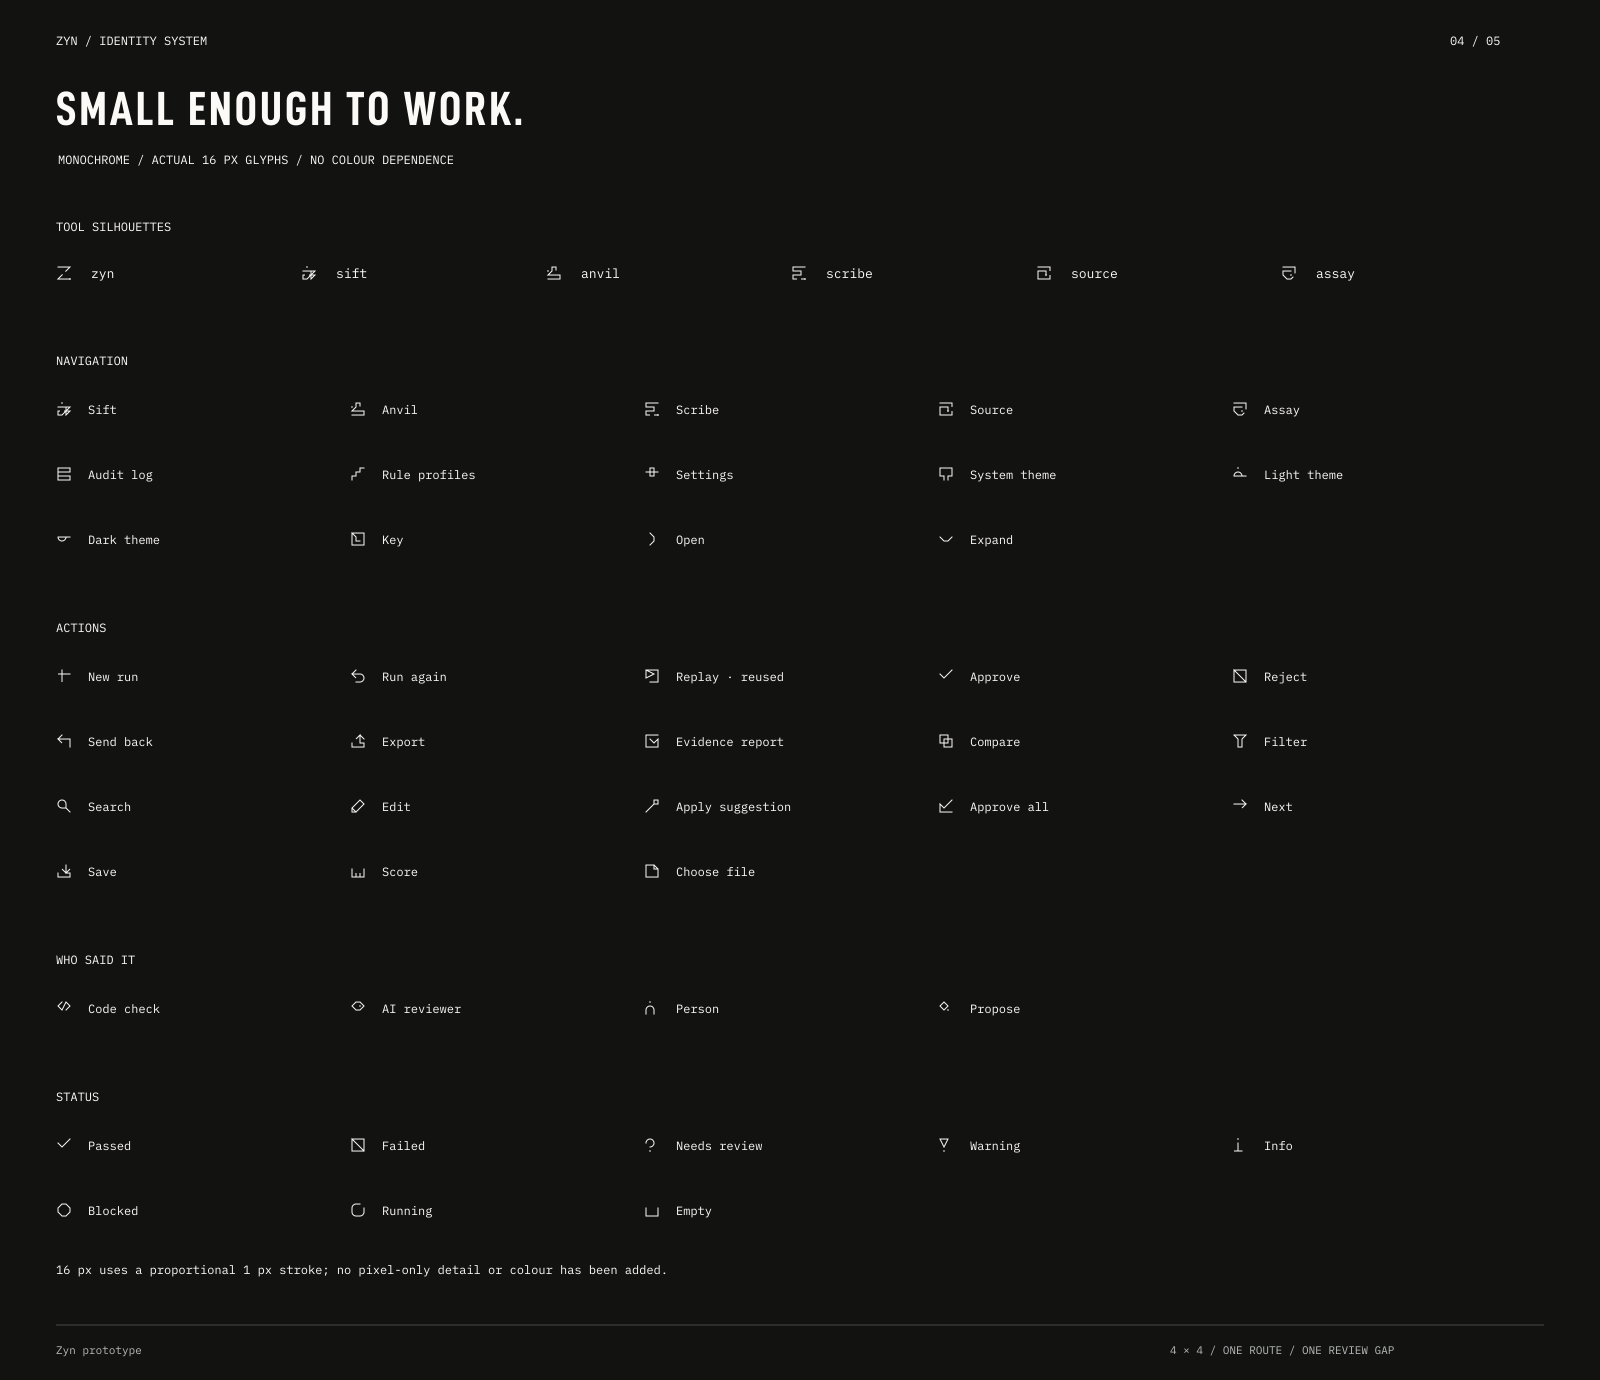 ZYN / IDENTITY SYSTEM 04 / 05
SMALL ENOUGH TO WORK.
MONOCHROME / ACTUAL 16 PX GLYPHS / NO COLOUR DEPENDENCE
TOOL SILHOUETTES
zyn sift anvil scribe source assay
NAVIGATION
Sift Anvil Scribe Source Assay
Audit log Rule profiles Settings System theme Light theme
Dark theme Key Open Expand
ACTIONS
New run Run again Replay · reused Approve Reject
Send back Export Evidence report Compare Filter
Search Edit Apply suggestion Approve all Next
Save Score Choose file
WHO SAID IT
Code check AI reviewer Person Propose
STATUS
Passed Failed Needs review Warning Info
Blocked Running Empty
16 px uses a proportional 1 px stroke; no pixel-only detail or colour has been added.
Zyn prototype 4 × 4 / ONE ROUTE / ONE REVIEW GAP